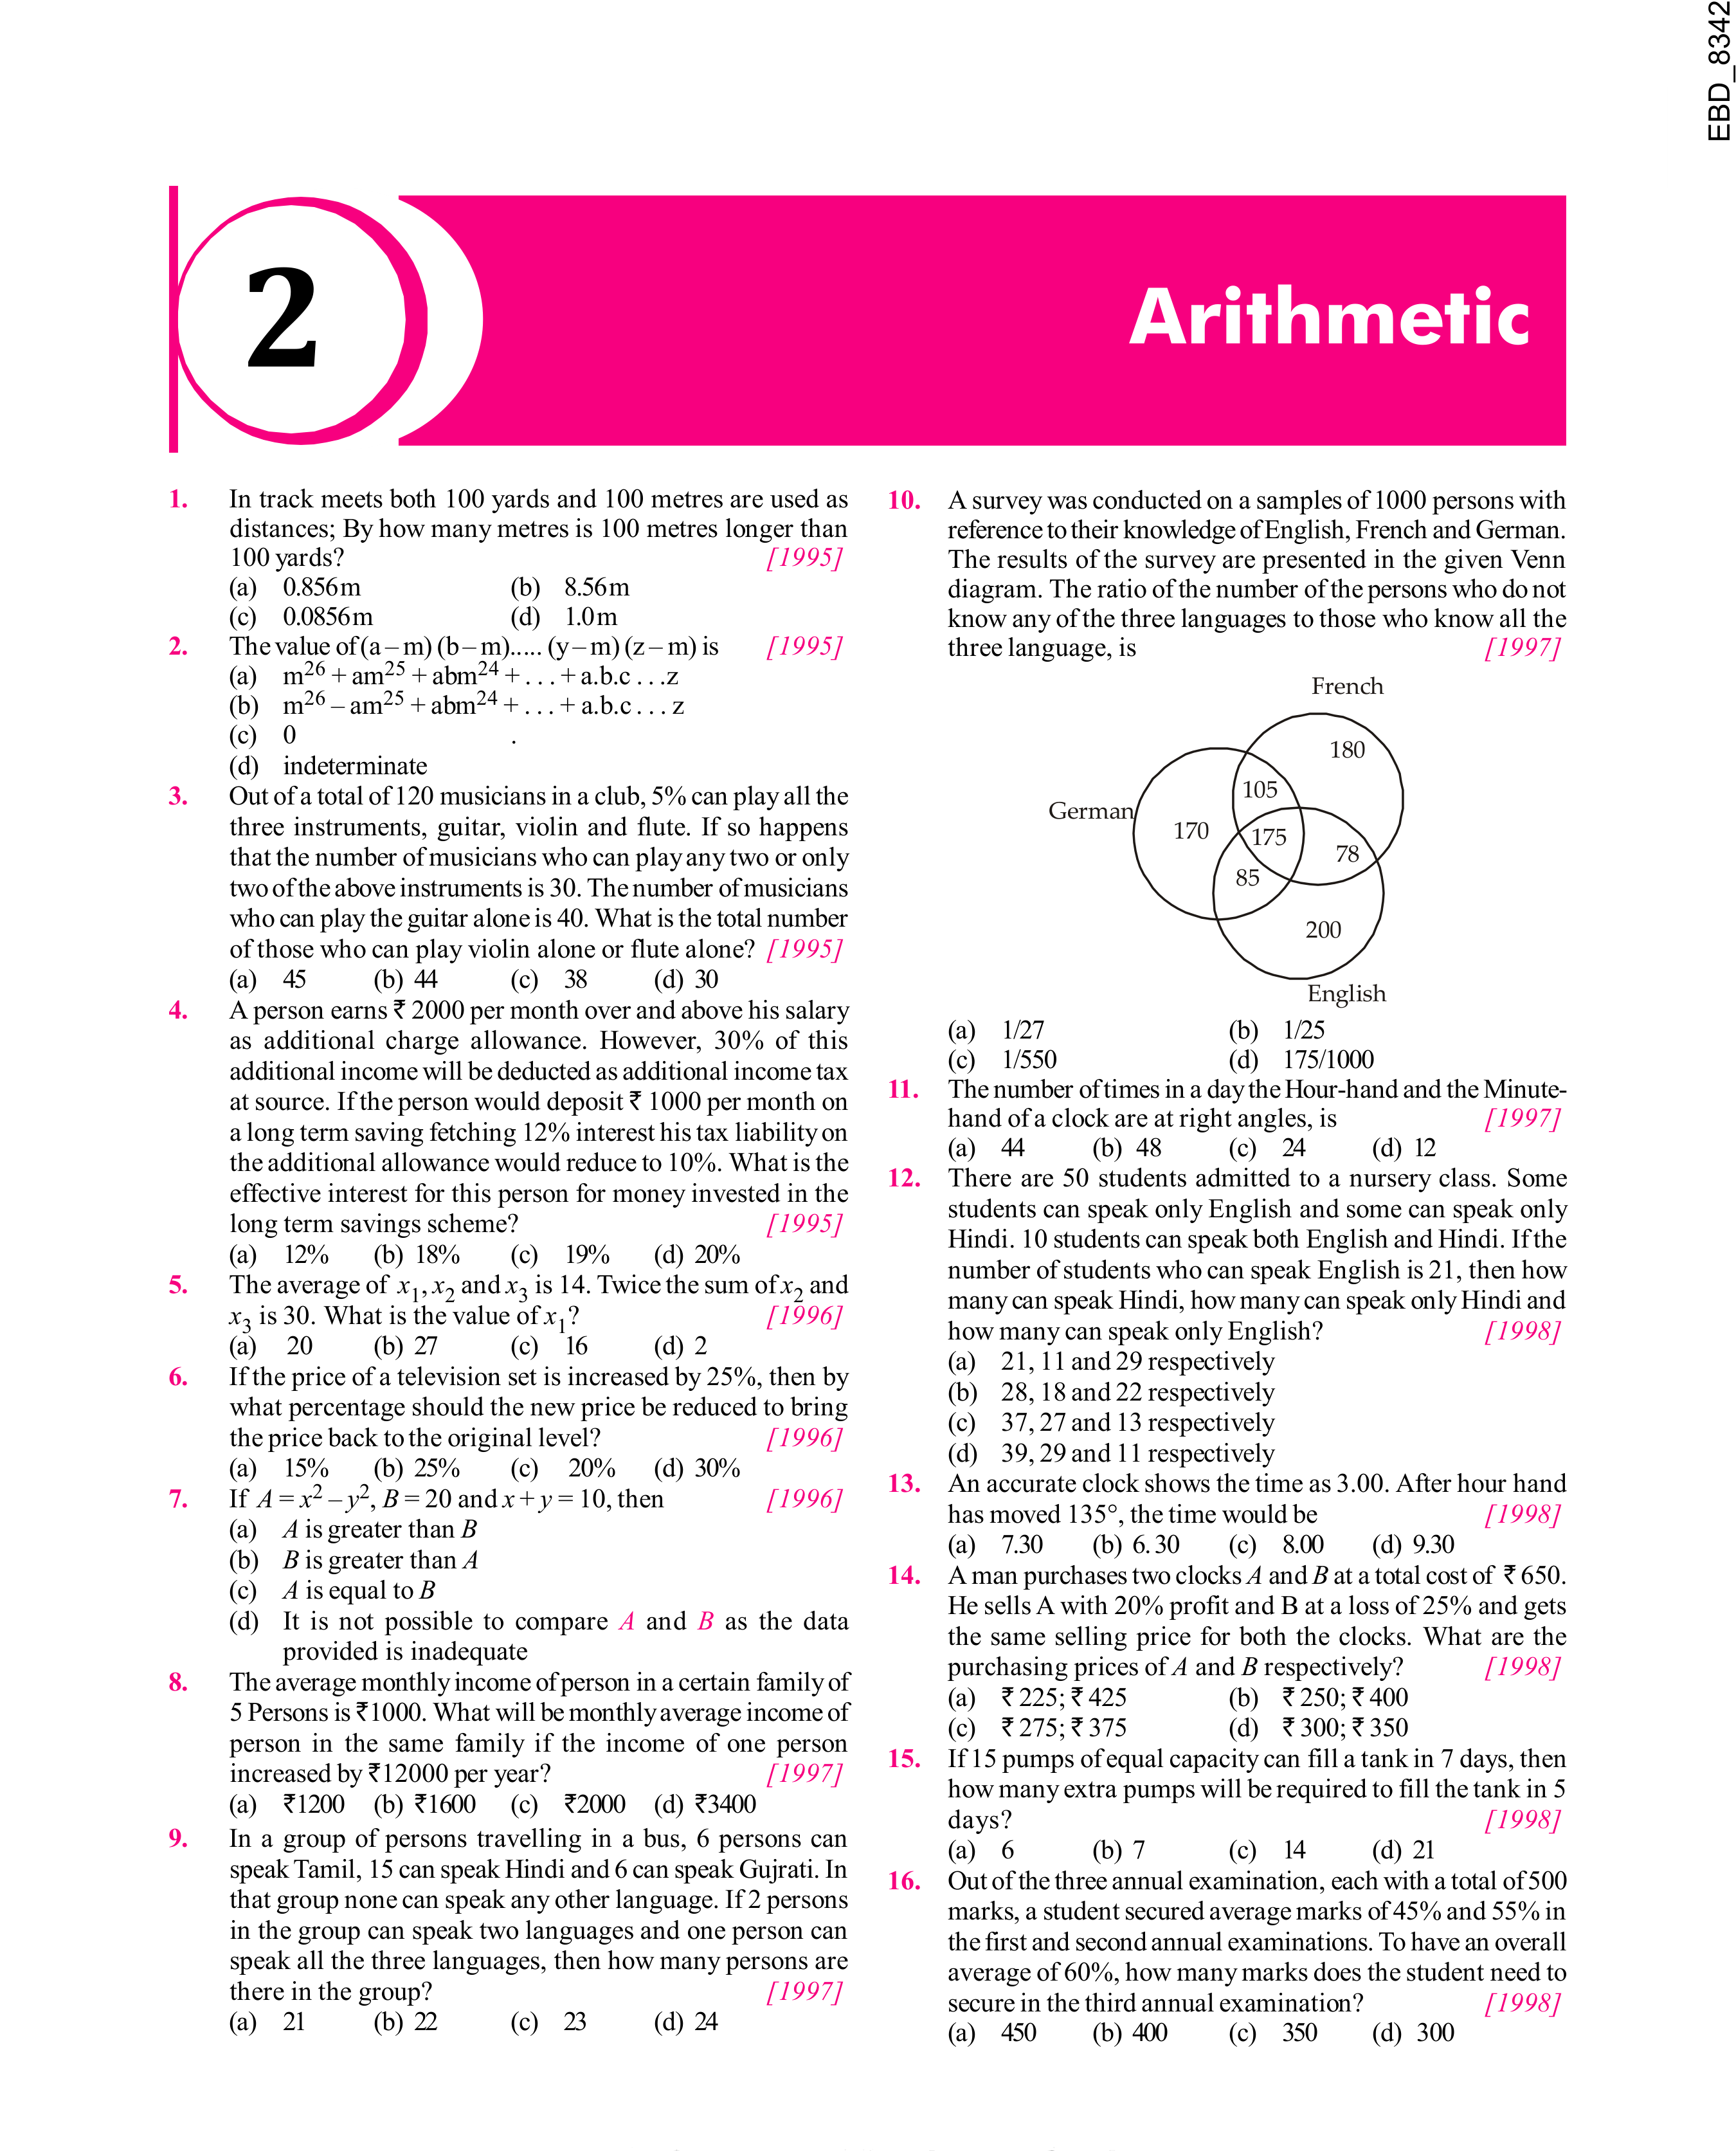 EBD_8342
2
Arithmetic
1. In track meets both 100 yards and 100 metres are used as
distances; By how many metres is 100 metres longer than
100 yards? [1995]
(a) 0.856m (b) 8.56m
(c) 0.0856m (d) 1.0m
2. The value of (a – m) (b – m)..... (y – m) (z – m) is [1995]
(a) m²⁶ + am²⁵ + abm²⁴ + . . . + a.b.c . . .z
(b) m²⁶ – am²⁵ + abm²⁴ + . . . + a.b.c . . . z
(c) 0 .
(d) indeterminate
3. Out of a total of 120 musicians in a club, 5% can play all the
three instruments, guitar, violin and flute. If so happens
that the number of musicians who can play any two or only
two of the above instruments is 30. The number of musicians
who can play the guitar alone is 40. What is the total number
of those who can play violin alone or flute alone? [1995]
(a) 45 (b) 44 (c) 38 (d) 30
4. A person earns ₹ 2000 per month over and above his salary
as additional charge allowance. However, 30% of this
additional income will be deducted as additional income tax
at source. If the person would deposit ₹ 1000 per month on
a long term saving fetching 12% interest his tax liability on
the additional allowance would reduce to 10%. What is the
effective interest for this person for money invested in the
long term savings scheme? [1995]
(a) 12% (b) 18% (c) 19% (d) 20%
5. The average of x₁, x₂ and x₃ is 14. Twice the sum of x₂ and
x₃ is 30. What is the value of x₁? [1996]
(a) 20 (b) 27 (c) 16 (d) 2
6. If the price of a television set is increased by 25%, then by
what percentage should the new price be reduced to bring
the price back to the original level? [1996]
(a) 15% (b) 25% (c) 20% (d) 30%
7. If A = x² – y², B = 20 and x + y = 10, then [1996]
(a) A is greater than B
(b) B is greater than A
(c) A is equal to B
(d) It is not possible to compare A and B as the data
provided is inadequate
8. The average monthly income of person in a certain family of
5 Persons is ₹1000. What will be monthly average income of
person in the same family if the income of one person
increased by ₹12000 per year? [1997]
(a) ₹1200 (b) ₹1600 (c) ₹2000 (d) ₹3400
9. In a group of persons travelling in a bus, 6 persons can
speak Tamil, 15 can speak Hindi and 6 can speak Gujrati. In
that group none can speak any other language. If 2 persons
in the group can speak two languages and one person can
speak all the three languages, then how many persons are
there in the group? [1997]
(a) 21 (b) 22 (c) 23 (d) 24
10. A survey was conducted on a samples of 1000 persons with
reference to their knowledge of English, French and German.
The results of the survey are presented in the given Venn
diagram. The ratio of the number of the persons who do not
know any of the three languages to those who know all the
three language, is [1997]
French
180
105
German
170
175
78
85
200
English
(a) 1/27 (b) 1/25
(c) 1/550 (d) 175/1000
11. The number of times in a day the Hour-hand and the Minute-
hand of a clock are at right angles, is [1997]
(a) 44 (b) 48 (c) 24 (d) 12
12. There are 50 students admitted to a nursery class. Some
students can speak only English and some can speak only
Hindi. 10 students can speak both English and Hindi. If the
number of students who can speak English is 21, then how
many can speak Hindi, how many can speak only Hindi and
how many can speak only English? [1998]
(a) 21, 11 and 29 respectively
(b) 28, 18 and 22 respectively
(c) 37, 27 and 13 respectively
(d) 39, 29 and 11 respectively
13. An accurate clock shows the time as 3.00. After hour hand
has moved 135°, the time would be [1998]
(a) 7.30 (b) 6. 30 (c) 8.00 (d) 9.30
14. A man purchases two clocks A and B at a total cost of ₹ 650.
He sells A with 20% profit and B at a loss of 25% and gets
the same selling price for both the clocks. What are the
purchasing prices of A and B respectively? [1998]
(a) ₹ 225; ₹ 425 (b) ₹ 250; ₹ 400
(c) ₹ 275; ₹ 375 (d) ₹ 300; ₹ 350
15. If 15 pumps of equal capacity can fill a tank in 7 days, then
how many extra pumps will be required to fill the tank in 5
days? [1998]
(a) 6 (b) 7 (c) 14 (d) 21
16. Out of the three annual examination, each with a total of 500
marks, a student secured average marks of 45% and 55% in
the first and second annual examinations. To have an overall
average of 60%, how many marks does the student need to
secure in the third annual examination? [1998]
(a) 450 (b) 400 (c) 350 (d) 300